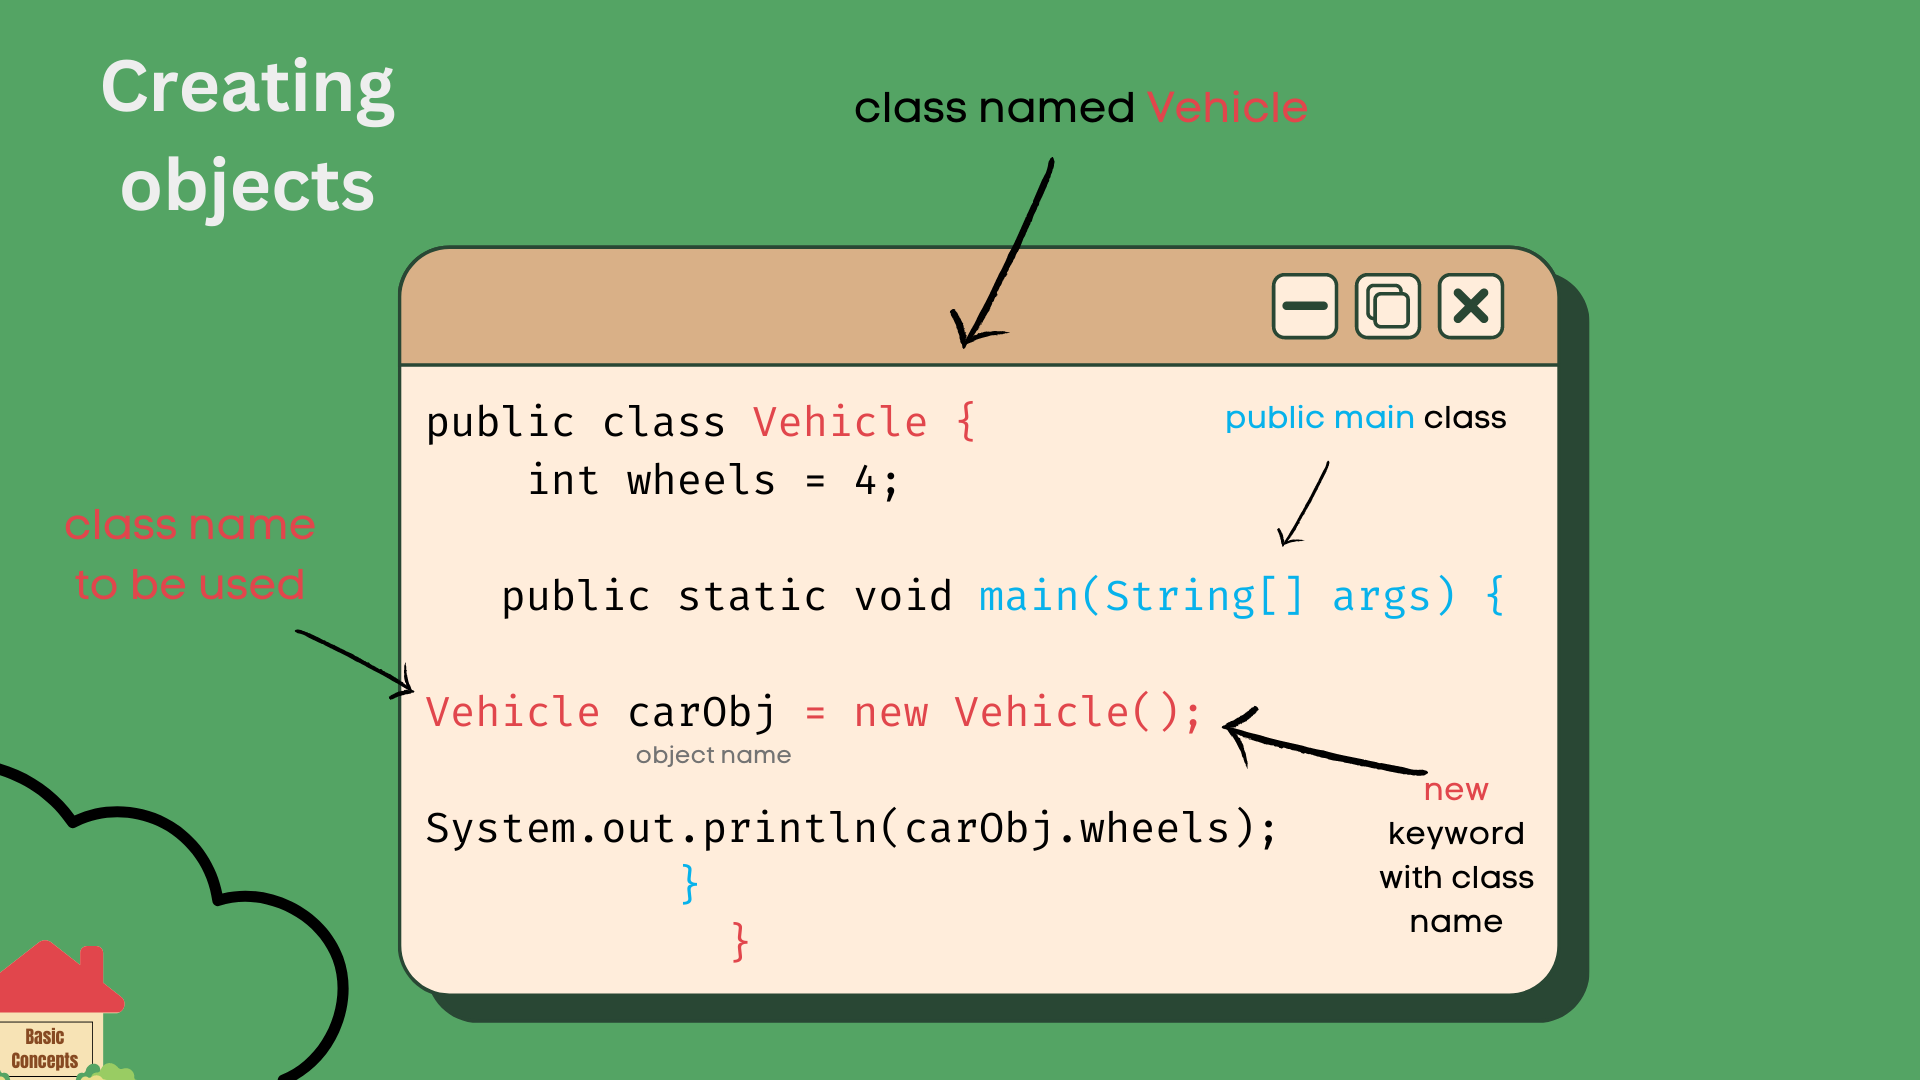 Creating
objects
class named Vehicle
public class Vehicle {
public main class
int wheels = 4;
class name
to be used
public static void main(String[] args) {
Vehicle carObj = new Vehicle();
object name
new
keyword
with class
name
System.out.println(carObj.wheels);
}
}
Basic
Concepts